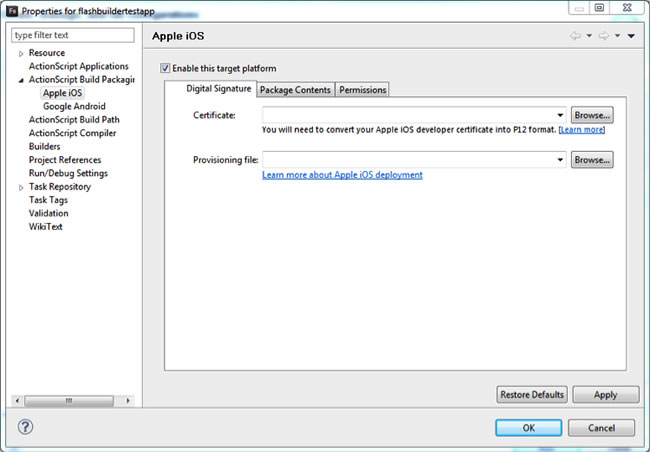 Fb Properties for flashbuildertestapp
type filter text
Resource
ActionScript Applications
ActionScript Build Packagin
Apple iOS
Google Android
ActionScript Build Path
ActionScript Compiler
Builders
Project References
Run/Debug Settings
Task Repository
Task Tags
Validation
WikiText
Apple iOS
Enable this target platform
Digital Signature Package Contents Permissions
Certificate: Browse...
You will need to convert your Apple iOS developer certificate into P12 format. [Learn more]
Provisioning file: Browse...
Learn more about Apple iOS deployment
Restore Defaults Apply
? OK Cancel